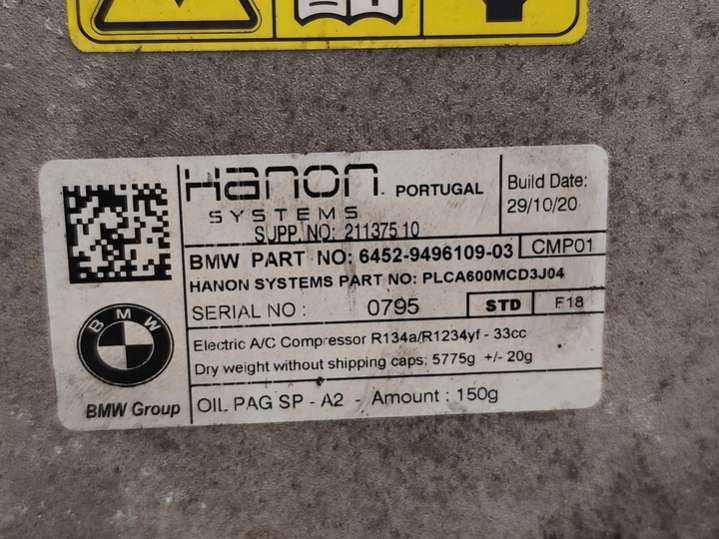 Hanon PORTUGAL
SYSTEMS
Build Date:
29/10/20
SUPP. NO: 211375 10
BMW PART NO: 6452-9496109-03 CMP01
HANON SYSTEMS PART NO: PLCA600MCD3J04
SERIAL NO : 0795 STD F18
Electric A/C Compressor R134a/R1234yf - 33cc
Dry weight without shipping caps: 5775g +/- 20g
OIL PAG SP - A2 - Amount : 150g
BMW
BMW Group